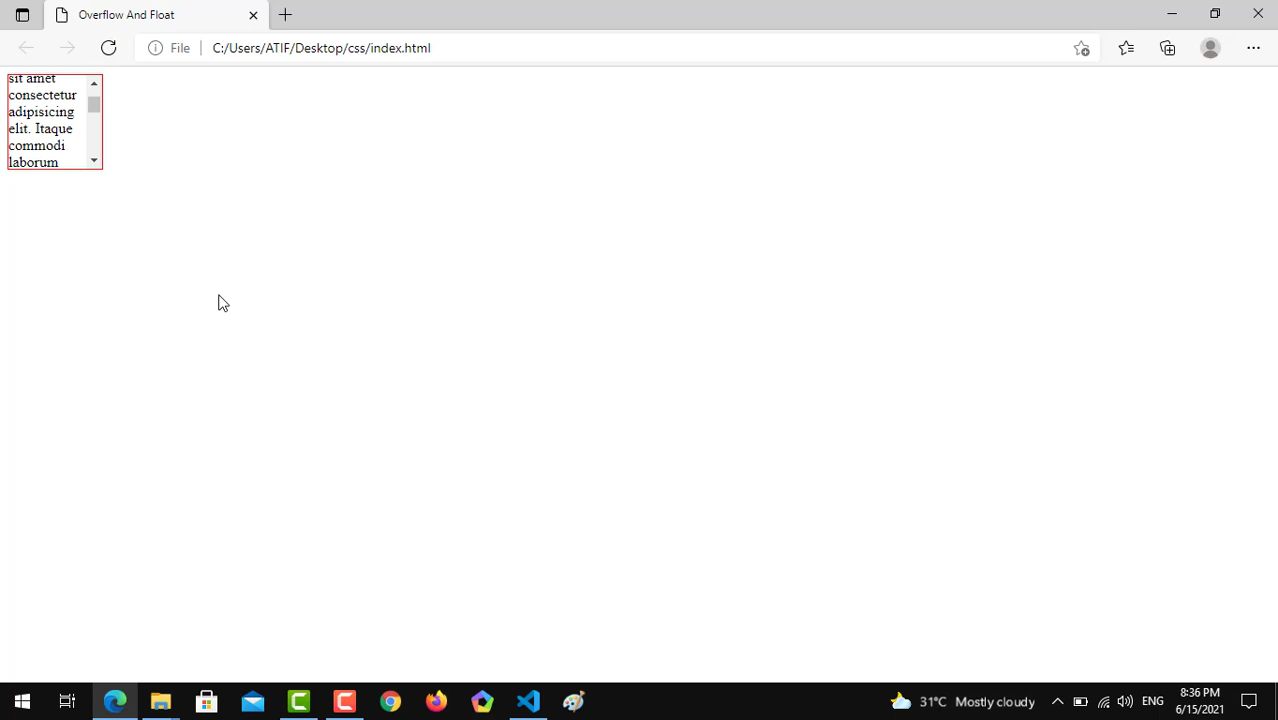 Overflow And Float
File
C:/Users/ATIF/Desktop/css/index.html
sit amet
consectetur
adipisicing
elit. Itaque
commodi
laborum
31°C Mostly cloudy
ENG
8:36 PM
6/15/2021